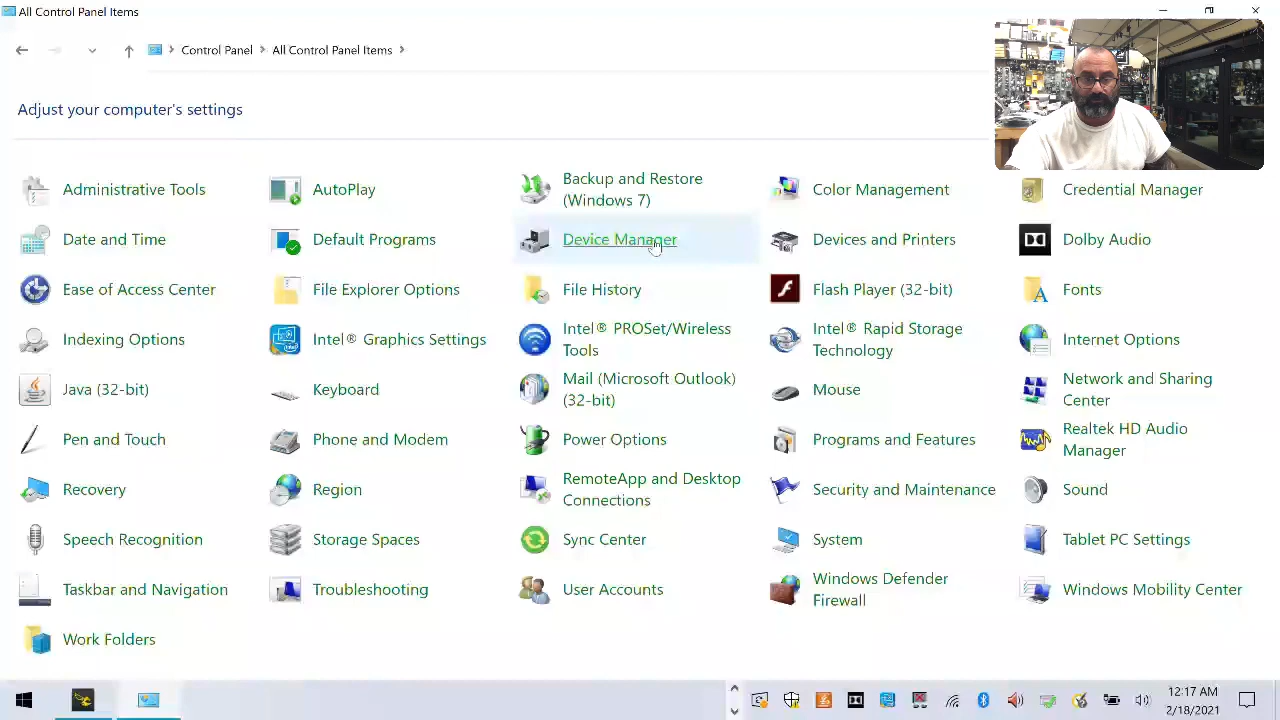 All Control Panel Items
Control Panel
All Control Panel Items
Adjust your computer's settings
Administrative Tools
AutoPlay
Backup and Restore
(Windows 7)
Color Management
Credential Manager
Date and Time
Default Programs
Device Manager
Devices and Printers
Dolby Audio
Ease of Access Center
File Explorer Options
File History
Flash Player (32-bit)
Fonts
Indexing Options
Intel® Graphics Settings
Intel® PROSet/Wireless
Tools
Intel® Rapid Storage
Technology
Internet Options
Java (32-bit)
Keyboard
Mail (Microsoft Outlook)
(32-bit)
Mouse
Network and Sharing
Center
Pen and Touch
Phone and Modem
Power Options
Programs and Features
Realtek HD Audio
Manager
Recovery
Region
RemoteApp and Desktop
Connections
Security and Maintenance
Sound
Speech Recognition
Storage Spaces
Sync Center
System
Tablet PC Settings
Taskbar and Navigation
Troubleshooting
User Accounts
Windows Defender
Firewall
Windows Mobility Center
Work Folders
12:17 AM
2/18/2021